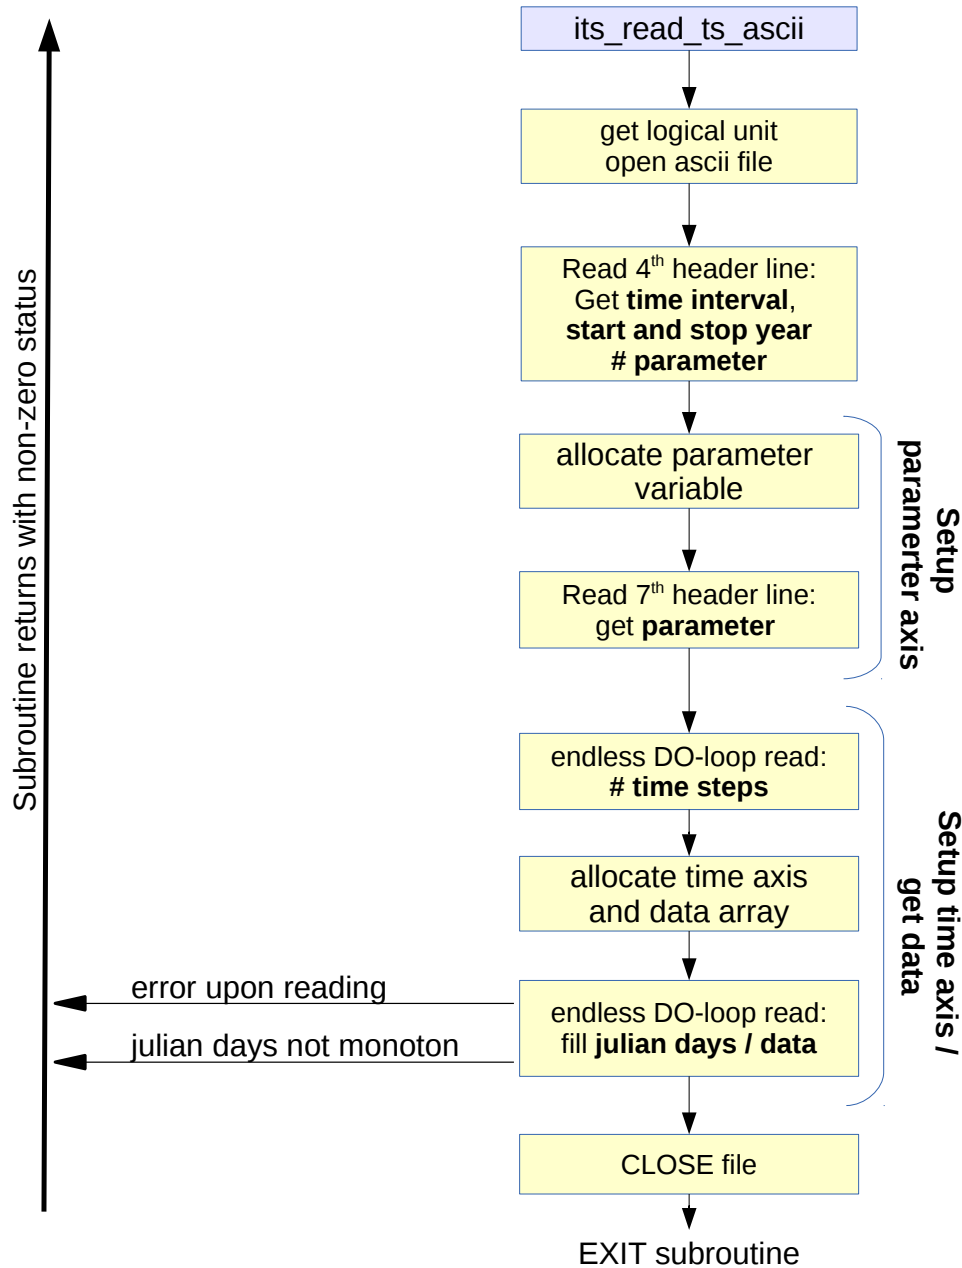 its_read_ts_ascii
get logical unit
open ascii file
Read 4th header line:
Get time interval,
start and stop year
# parameter
allocate parameter
variable
Read 7th header line:
get parameter
Setup
paramerter axis
endless DO-loop read:
# time steps
allocate time axis
and data array
endless DO-loop read:
fill julian days / data
Setup time axis /
get data
error upon reading
julian days not monoton
Subroutine returns with non-zero status
CLOSE file
EXIT subroutine